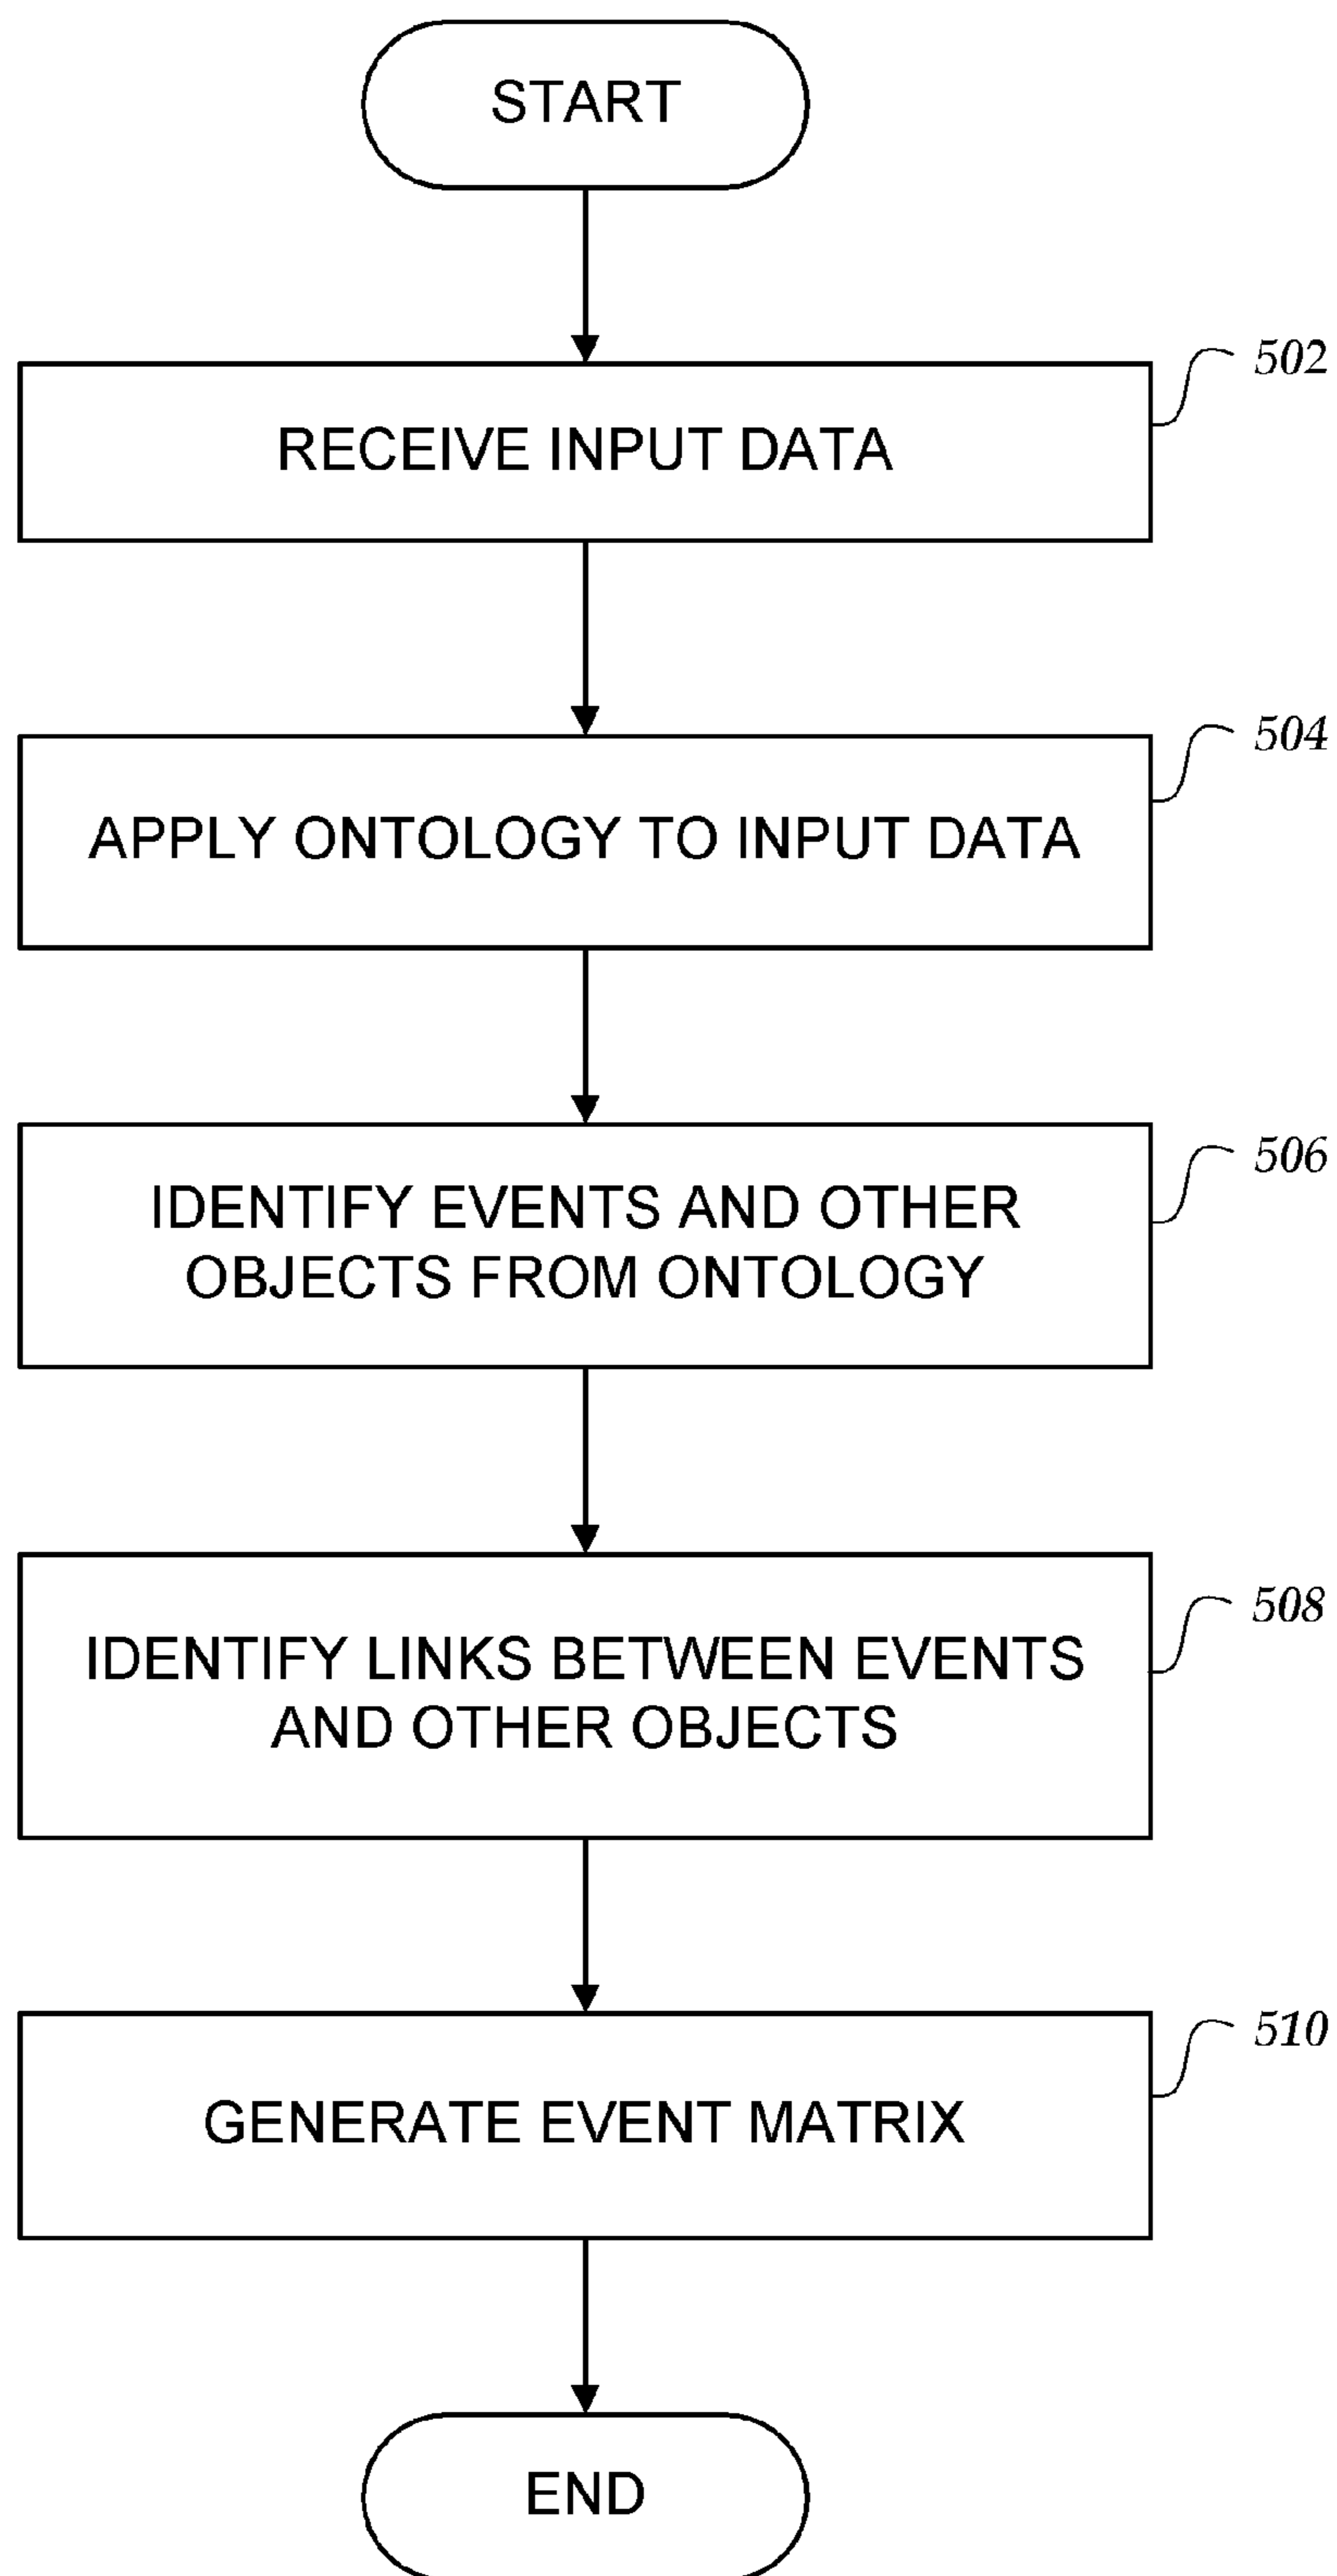 START
502
RECEIVE INPUT DATA
504
APPLY ONTOLOGY TO INPUT DATA
506
IDENTIFY EVENTS AND OTHER
OBJECTS FROM ONTOLOGY
508
IDENTIFY LINKS BETWEEN EVENTS
AND OTHER OBJECTS
510
GENERATE EVENT MATRIX
END